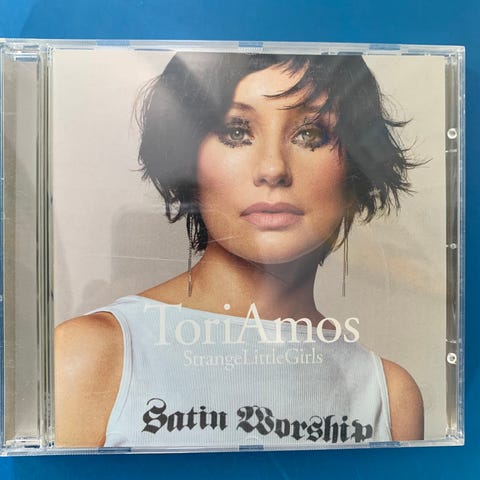 ToriAmos
StrangeLittleGirls
Satin Worship